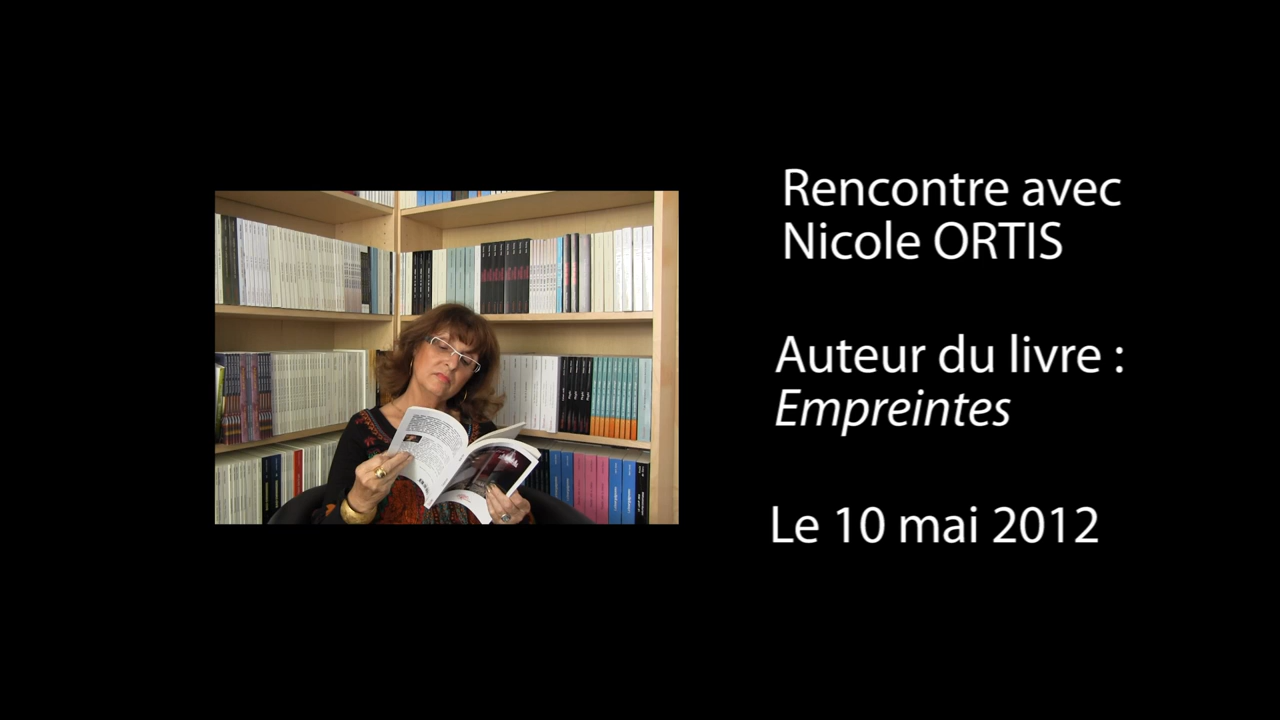 Rencontre avec
Nicole ORTIS
Auteur du livre :
Empreintes
Le 10 mai 2012